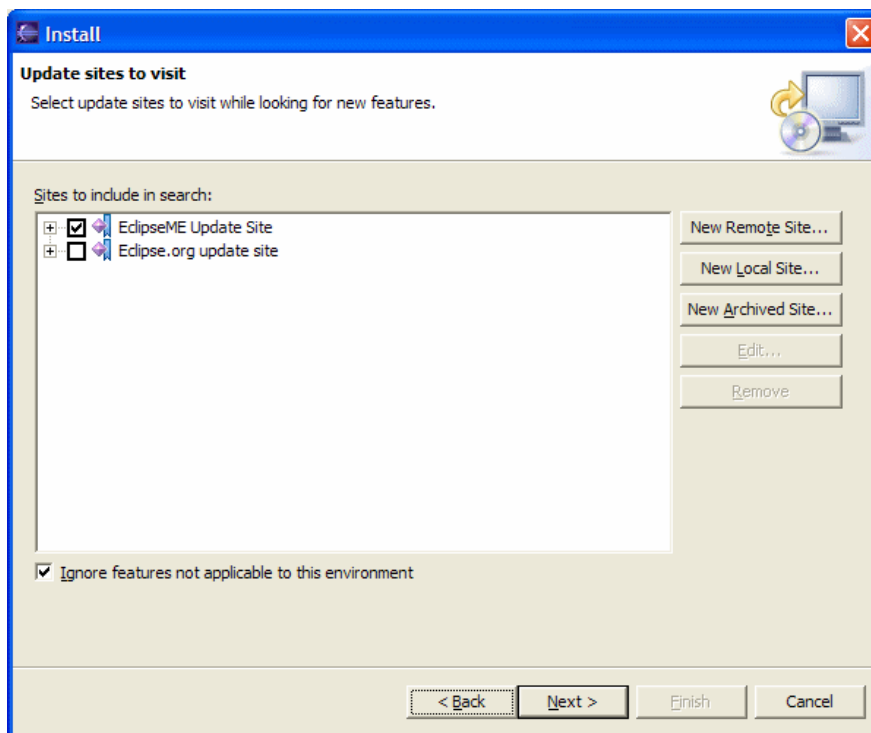 Install
Update sites to visit
Select update sites to visit while looking for new features.
Sites to include in search:
EclipseME Update Site
Eclipse.org update site
New Remote Site...
New Local Site...
New Archived Site...
Edit...
Remove
Ignore features not applicable to this environment
< Back
Next >
Finish
Cancel